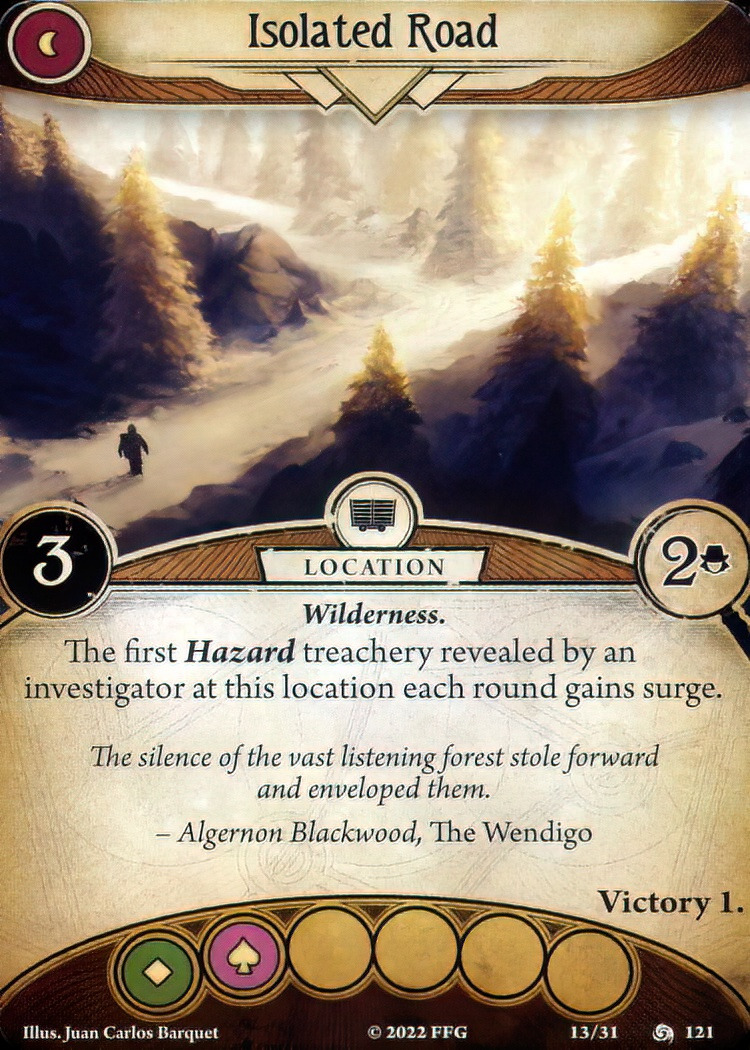 Isolated Road
3
2
LOCATION
Wilderness.
The first Hazard treachery revealed by an
investigator at this location each round gains surge.
The silence of the vast listening forest stole forward
and enveloped them.
– Algernon Blackwood, The Wendigo
Victory 1.
Illus. Juan Carlos Barquet © 2022 FFG 13/31 121